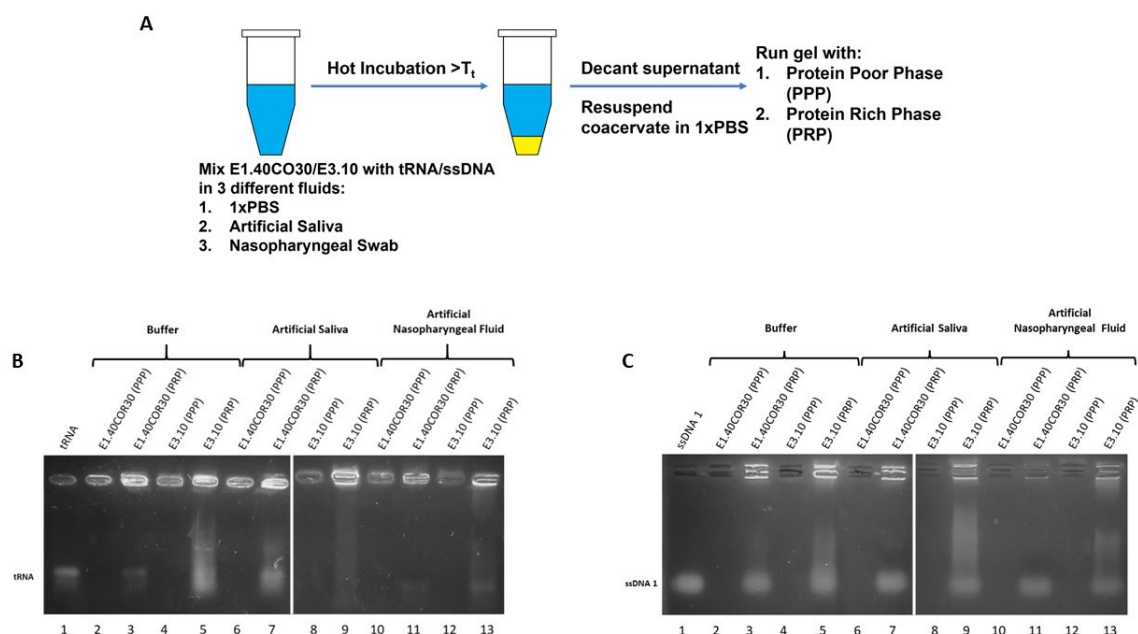 A
Hot Incubation >Tt
Decant supernatant
Resuspend
coacervate in 1xPBS
Run gel with:
1. Protein Poor Phase
(PPP)
2. Protein Rich Phase
(PRP)
Mix E1.40CO30/E3.10 with tRNA/ssDNA
in 3 different fluids:
1. 1xPBS
2. Artificial Saliva
3. Nasopharyngeal Swab
B
Buffer
Artificial Saliva
Artificial
Nasopharyngeal Fluid
tRNA
E1.40COR30 (PPP)
E1.40COR30 (PRP)
E3.10 (PPP)
E3.10 (PRP)
E1.40COR30 (PPP)
E1.40COR30 (PRP)
E3.10 (PPP)
E3.10 (PRP)
E1.40COR30 (PPP)
E1.40COR30 (PRP)
E3.10 (PPP)
E3.10 (PRP)
tRNA
1 2 3 4 5 6 7 8 9 10 11 12 13
C
Buffer
Artificial Saliva
Artificial
Nasopharyngeal Fluid
ssDNA 1
E1.40COR30 (PPP)
E1.40COR30 (PRP)
E3.10 (PPP)
E3.10 (PRP)
E1.40COR30 (PPP)
E1.40COR30 (PRP)
E3.10 (PPP)
E3.10 (PRP)
E1.40COR30 (PPP)
E1.40COR30 (PRP)
E3.10 (PPP)
E3.10 (PRP)
ssDNA 1
1 2 3 4 5 6 7 8 9 10 11 12 13